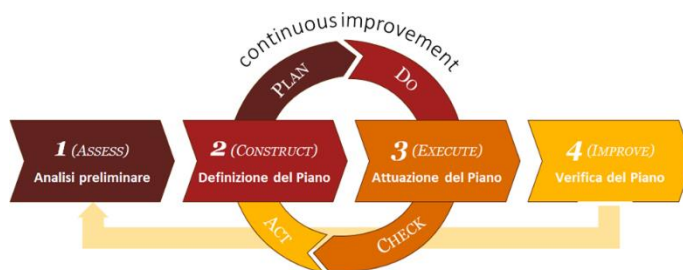 continuous improvement
PLAN
DO
1 (ASSESS)
Analisi preliminare
2 (CONSTRUCT)
Definizione del Piano
3 (EXECUTE)
Attuazione del Piano
4 (IMPROVE)
Verifica del Piano
ACT
CHECK